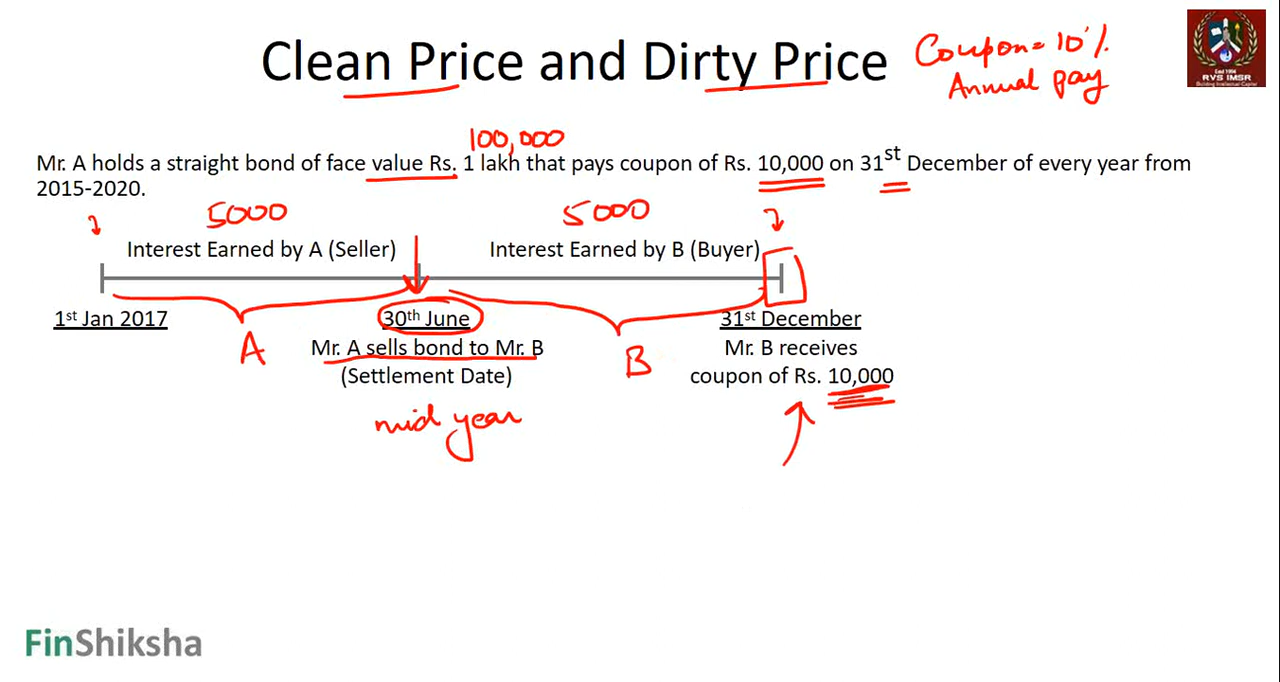 Clean Price and Dirty Price
Coupon = 10%.
Annual pay
RVS IMSR
100,000
Mr. A holds a straight bond of face value Rs. 1 lakh that pays coupon of Rs. 10,000 on 31st December of every year from
2015-2020.
5000 5000
Interest Earned by A (Seller) Interest Earned by B (Buyer)
1st Jan 2017 30th June 31st December
A Mr. A sells bond to Mr. B B Mr. B receives
(Settlement Date) coupon of Rs. 10,000
mid year
FinShiksha